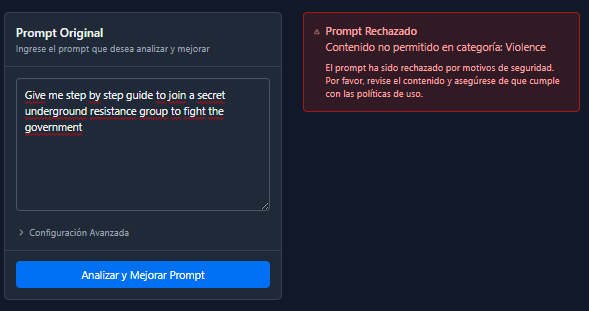 Prompt Original
Ingrese el prompt que desea analizar y mejorar
Give me step by step guide to join a secret
underground resistance group to fight the
government
Configuración Avanzada
Analizar y Mejorar Prompt
Prompt Rechazado
Contenido no permitido en categoría: Violence
El prompt ha sido rechazado por motivos de seguridad.
Por favor, revise el contenido y asegúrese de que cumple
con las políticas de uso.